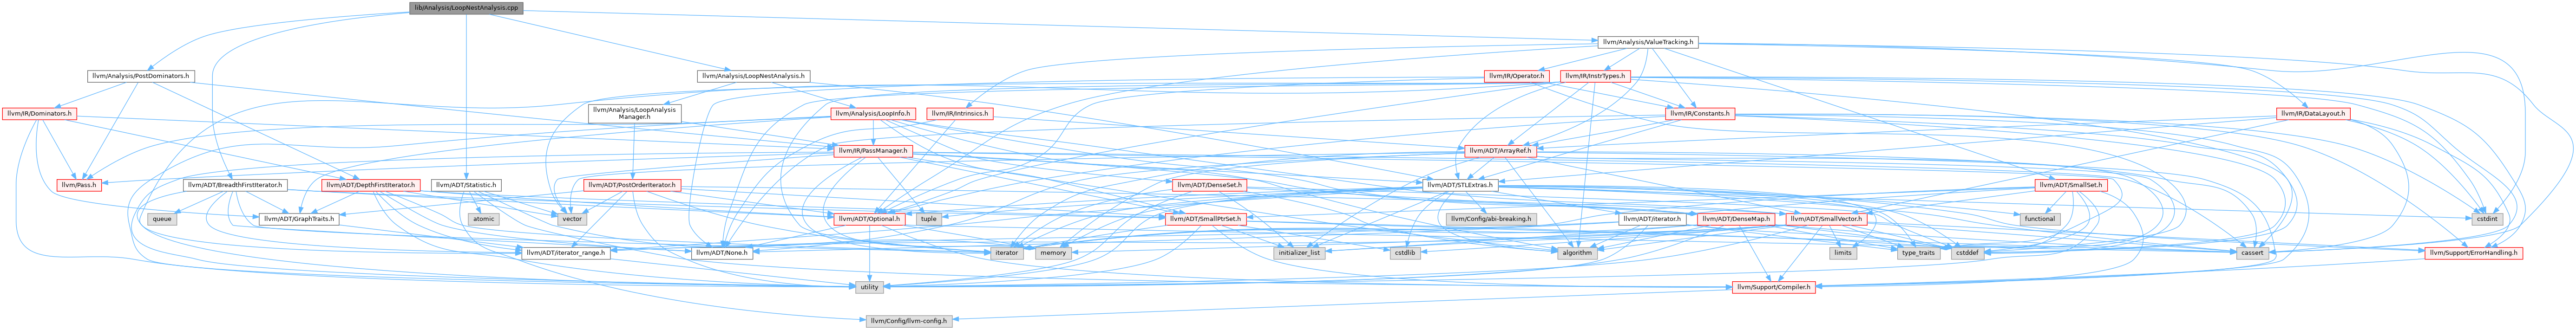 lib/Analysis/LoopNestAnalysis.cpp
llvm/Analysis/ValueTracking.h
llvm/Analysis/PostDominators.h
llvm/Analysis/LoopNestAnalysis.h
llvm/IR/Operator.h
llvm/IR/InstrTypes.h
llvm/IR/Dominators.h
llvm/Analysis/LoopAnalysis
Manager.h
llvm/Analysis/LoopInfo.h
llvm/IR/Intrinsics.h
llvm/IR/Constants.h
llvm/IR/DataLayout.h
llvm/IR/PassManager.h
llvm/ADT/ArrayRef.h
llvm/Pass.h
llvm/ADT/BreadthFirstIterator.h
llvm/ADT/DepthFirstIterator.h
llvm/ADT/Statistic.h
llvm/ADT/PostOrderIterator.h
llvm/ADT/DenseSet.h
llvm/ADT/STLExtras.h
llvm/ADT/SmallSet.h
queue
llvm/ADT/GraphTraits.h
atomic
vector
llvm/ADT/Optional.h
tuple
llvm/ADT/SmallPtrSet.h
llvm/Config/abi-breaking.h
llvm/ADT/iterator.h
llvm/ADT/DenseMap.h
llvm/ADT/SmallVector.h
functional
cstdint
llvm/ADT/iterator_range.h
llvm/ADT/None.h
iterator
memory
initializer_list
cstdlib
algorithm
limits
type_traits
cstddef
cassert
llvm/Support/ErrorHandling.h
utility
llvm/Support/Compiler.h
llvm/Config/llvm-config.h